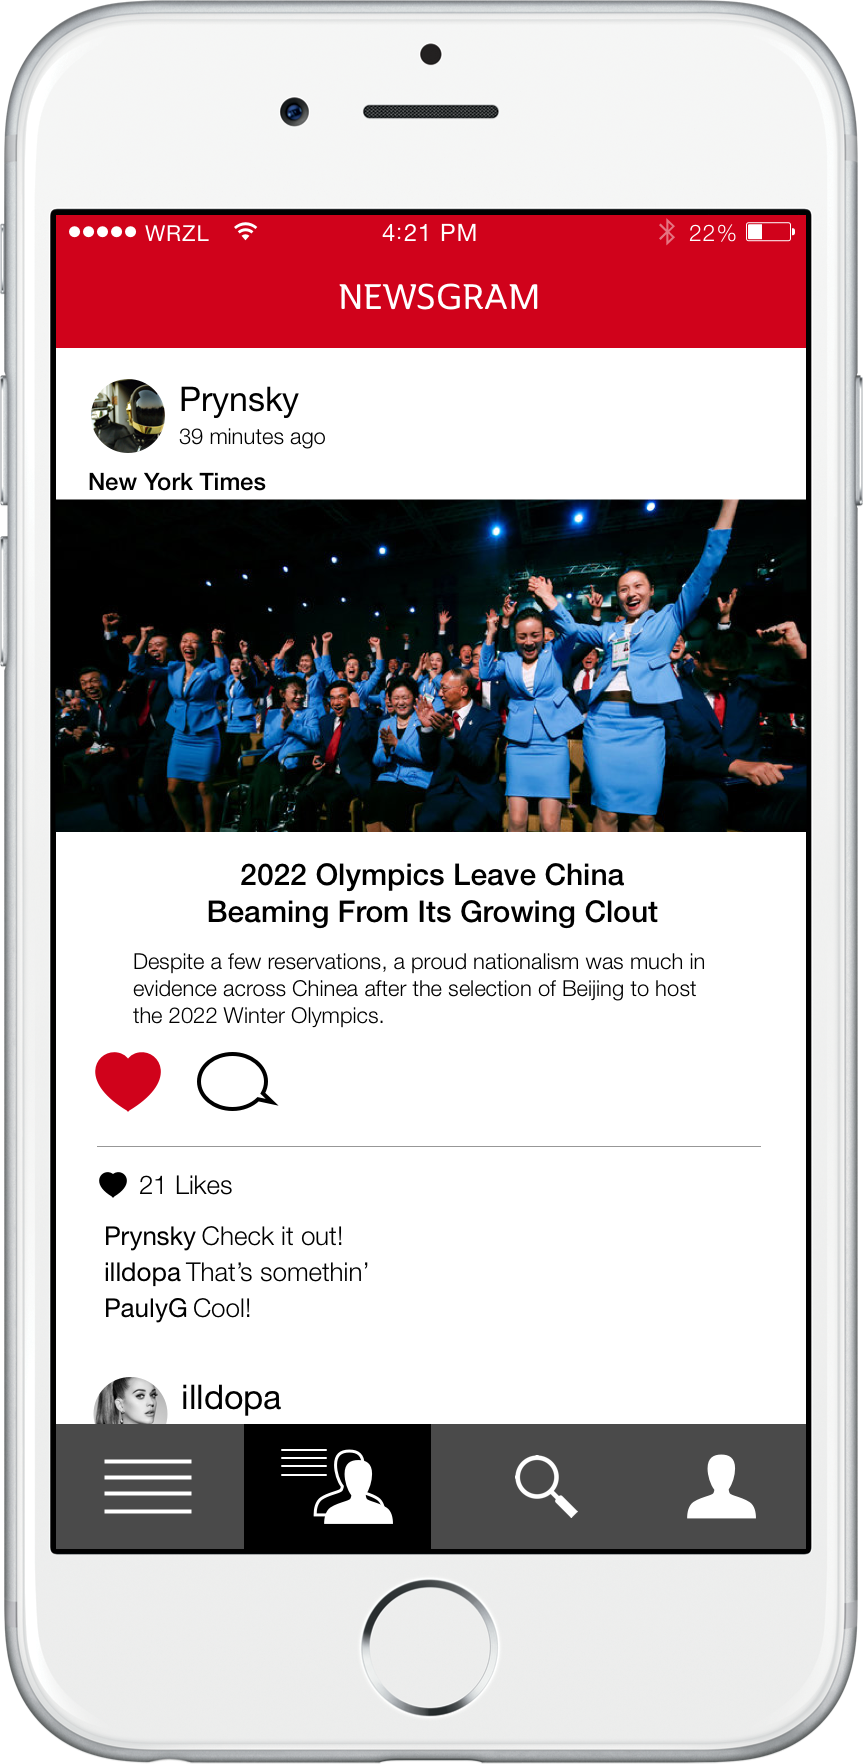 WRZL 4:21 PM 22%
NEWSGRAM
Prynsky
39 minutes ago
New York Times
2022 Olympics Leave China
Beaming From Its Growing Clout
Despite a few reservations, a proud nationalism was much in
evidence across Chinea after the selection of Beijing to host
the 2022 Winter Olympics.
21 Likes
Prynsky Check it out!
illdopa That’s somethin’
PaulyG Cool!
illdopa